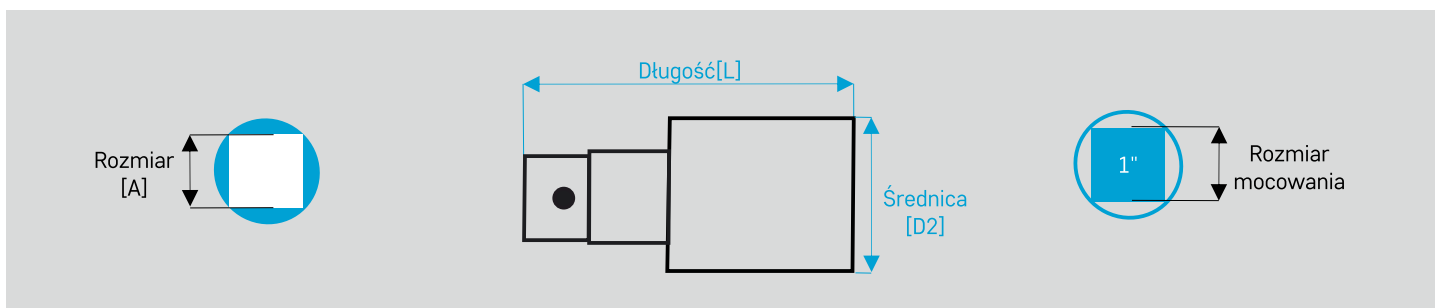 Rozmiar
[A]
Długość[L]
Średnica
[D2]
1"
Rozmiar
mocowania